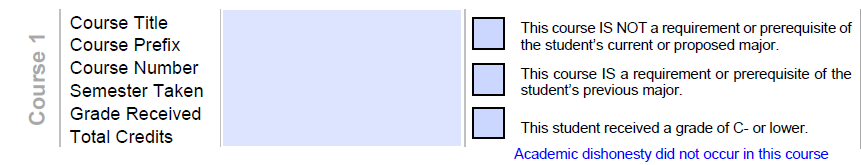 Course 1
Course Title
Course Prefix
Course Number
Semester Taken
Grade Received
Total Credits
This course IS NOT a requirement or prerequisite of
the student's current or proposed major.
This course IS a requirement or prerequisite of the
student's previous major.
This student received a grade of C- or lower.
Academic dishonesty did not occur in this course